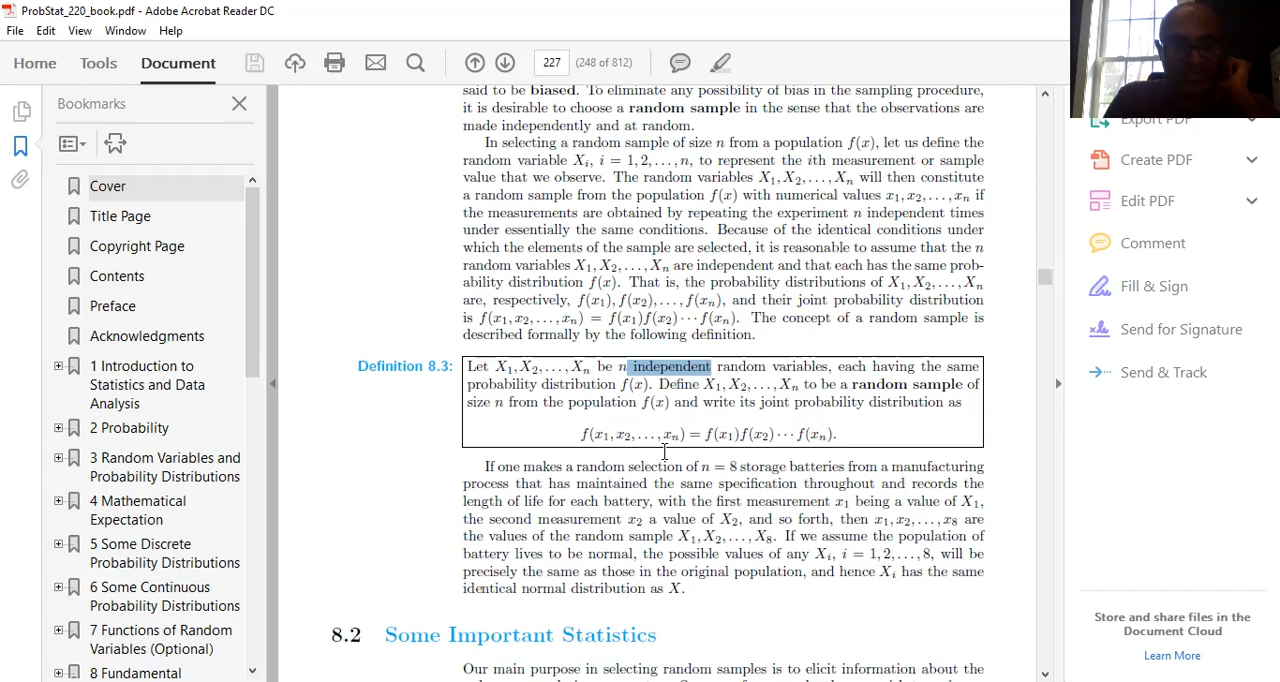 ProbStat_220_book.pdf - Adobe Acrobat Reader DC
File Edit View Window Help
Home Tools Document 227 (248 of 812)
Bookmarks
Cover
Title Page
Copyright Page
Contents
Preface
Acknowledgments
1 Introduction to
Statistics and Data
Analysis
2 Probability
3 Random Variables and
Probability Distributions
4 Mathematical
Expectation
5 Some Discrete
Probability Distributions
6 Some Continuous
Probability Distributions
7 Functions of Random
Variables (Optional)
8 Fundamental
said to be biased. To eliminate any possibility of bias in the sampling procedure,
it is desirable to choose a random sample in the sense that the observations are
made independently and at random.
In selecting a random sample of size n from a population f(x), let us define the
random variable Xi, i = 1, 2, . . . , n, to represent the ith measurement or sample
value that we observe. The random variables X1, X2, . . . , Xn will then constitute
a random sample from the population f(x) with numerical values x1, x2, . . . , xn if
the measurements are obtained by repeating the experiment n independent times
under essentially the same conditions. Because of the identical conditions under
which the elements of the sample are selected, it is reasonable to assume that the n
random variables X1, X2, . . . , Xn are independent and that each has the same prob-
ability distribution f(x). That is, the probability distributions of X1, X2, . . . , Xn
are, respectively, f(x1), f(x2), . . . , f(xn), and their joint probability distribution
is f(x1, x2, . . . , xn) = f(x1)f(x2) · · · f(xn). The concept of a random sample is
described formally by the following definition.
Definition 8.3: Let X1, X2, . . . , Xn be n independent random variables, each having the same
probability distribution f(x). Define X1, X2, . . . , Xn to be a random sample of
size n from the population f(x) and write its joint probability distribution as
f(x1, x2, . . . , xn) = f(x1)f(x2) · · · f(xn).
If one makes a random selection of n = 8 storage batteries from a manufacturing
process that has maintained the same specification throughout and records the
length of life for each battery, with the first measurement x1 being a value of X1,
the second measurement x2 a value of X2, and so forth, then x1, x2, . . . , x8 are
the values of the random sample X1, X2, . . . , X8. If we assume the population of
battery lives to be normal, the possible values of any Xi, i = 1, 2, . . . , 8, will be
precisely the same as those in the original population, and hence Xi has the same
identical normal distribution as X.
8.2 Some Important Statistics
Our main purpose in selecting random samples is to elicit information about the
Export PDF
Create PDF
Edit PDF
Comment
Fill & Sign
Send for Signature
Send & Track
Store and share files in the
Document Cloud
Learn More